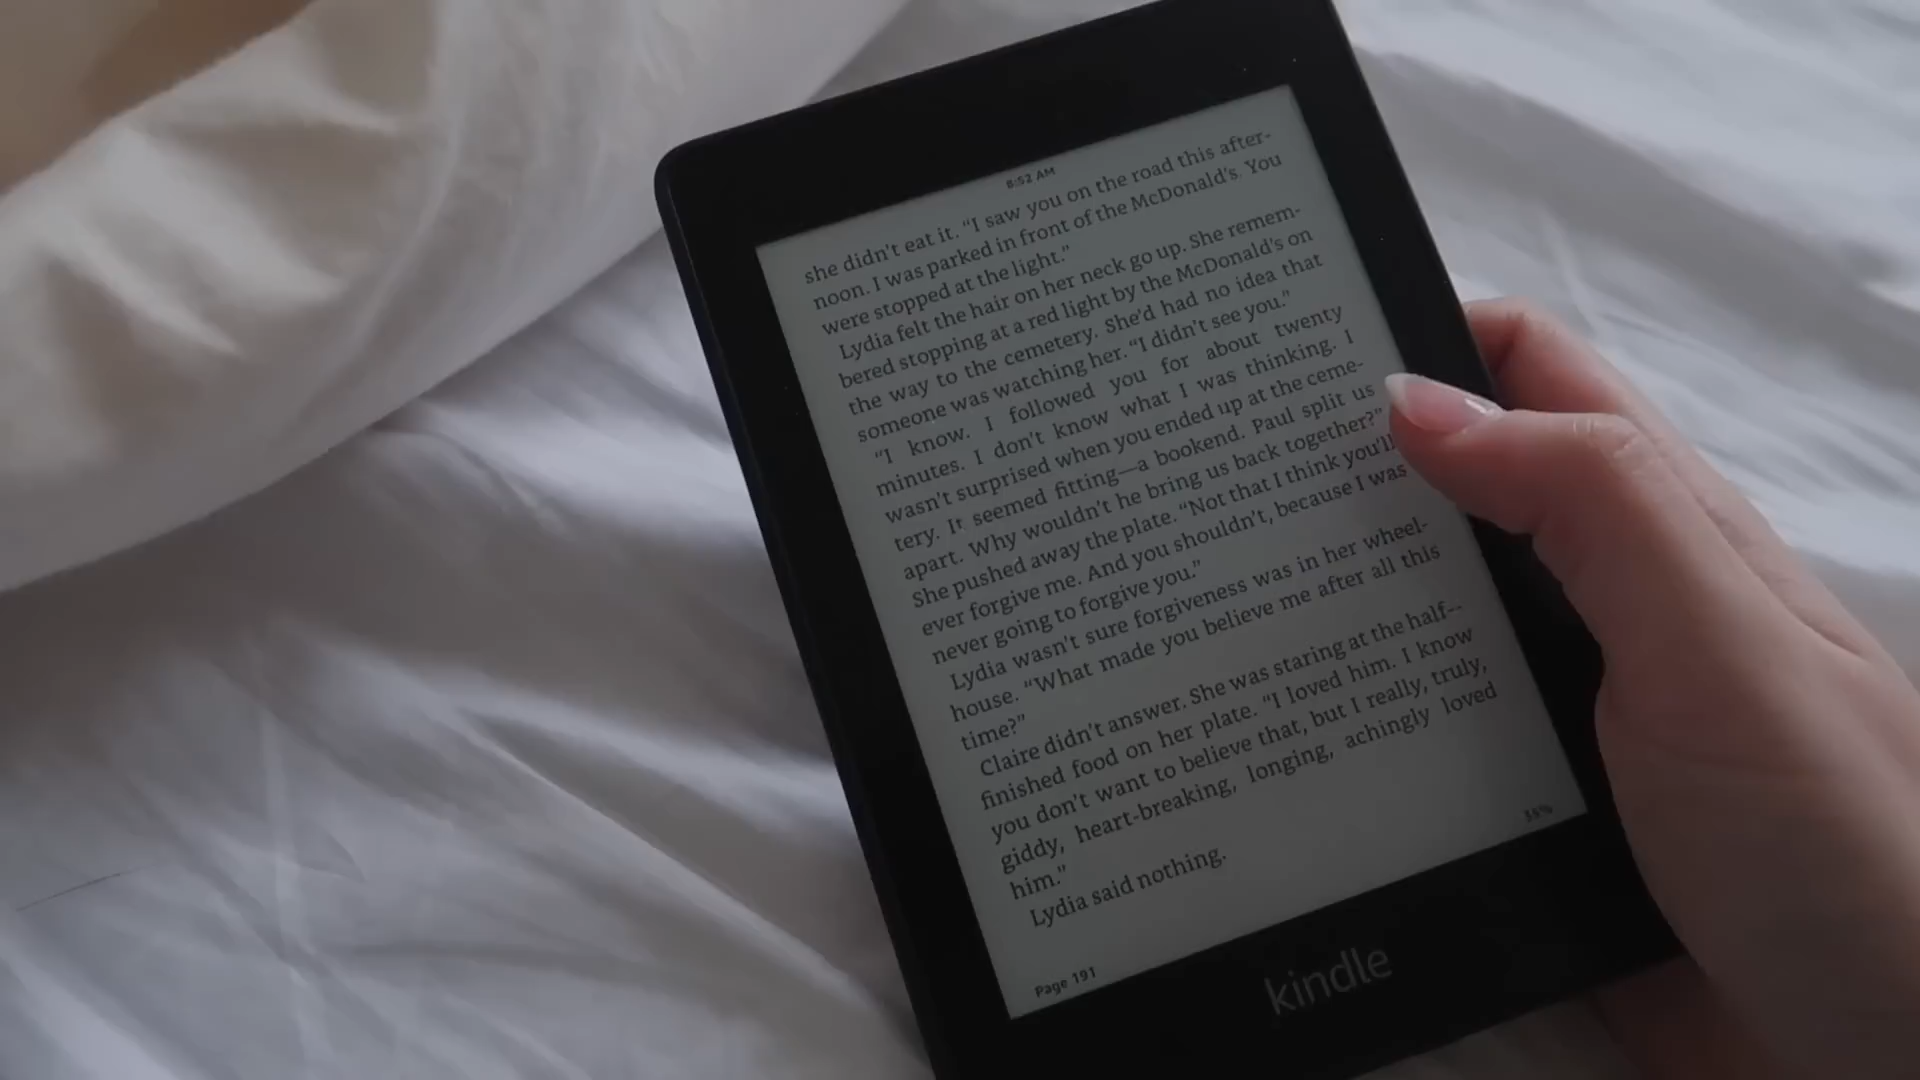 8:52 AM
she didn't eat it. “I saw you on the road this after-
noon. I was parked in front of the McDonald's. You
were stopped at the light.”
Lydia felt the hair on her neck go up. She remem-
bered stopping at a red light by the McDonald's on
the way to the cemetery. She'd had no idea that
someone was watching her. “I didn't see you.”
“I know. I followed you for about twenty
minutes. I don't know what I was thinking. I
wasn't surprised when you ended up at the ceme-
tery. It seemed fitting—a bookend. Paul split us
apart. Why wouldn't he bring us back together?”
She pushed away the plate. “Not that I think you'll
ever forgive me. And you shouldn't, because I was
never going to forgive you.”
Lydia wasn't sure forgiveness was in her wheel-
house. “What made you believe me after all this
time?”
Claire didn't answer. She was staring at the half-
finished food on her plate. “I loved him. I know
you don't want to believe that, but I really, truly,
giddy, heart-breaking, longing, achingly loved
him.”
Lydia said nothing.
Page 191
35%
kindle